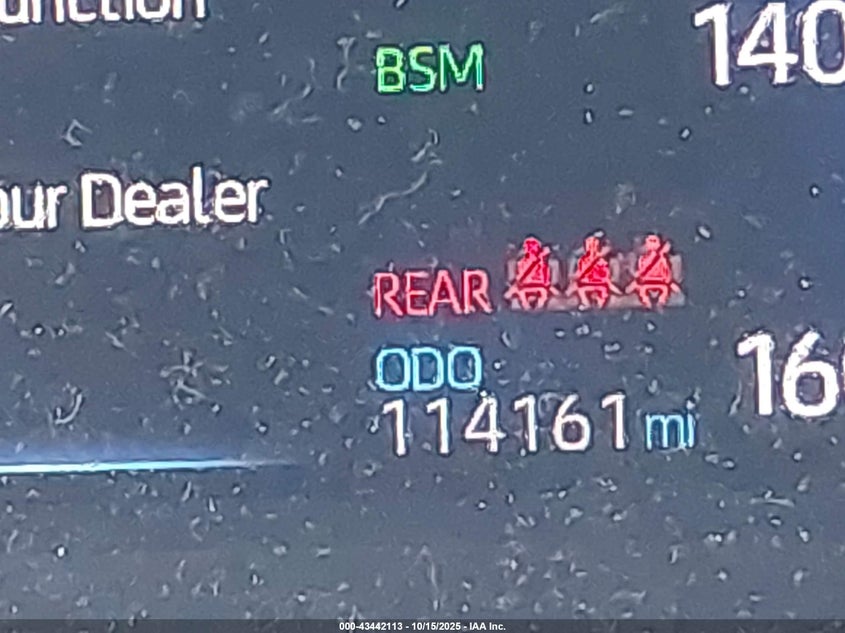 unction
BSM
140
our Dealer
REAR
ODO
114161 mi
160
000-43442113 - 10/15/2025 - IAA Inc.